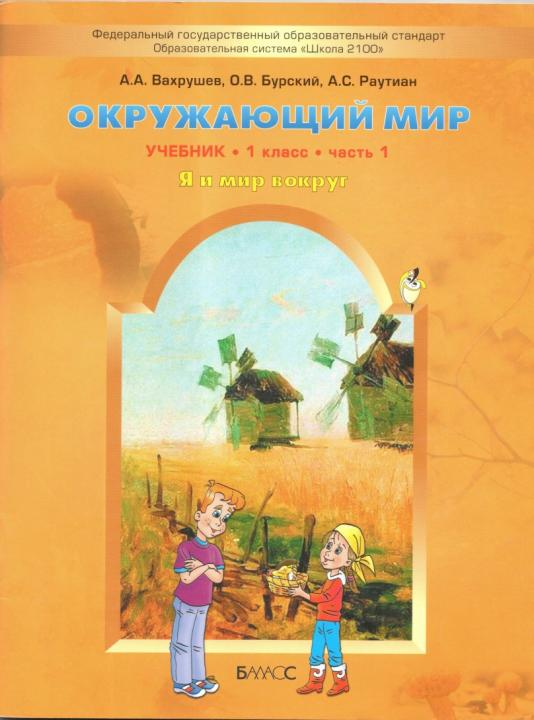 Федеральный государственный образовательный стандарт
Образовательная система «Школа 2100»
А.А. Вахрушев, О.В. Бурский, А.С. Раутиан
ОКРУЖАЮЩИЙ МИР
УЧЕБНИК • 1 класс • часть 1
Я и мир вокруг
БАЛАСС